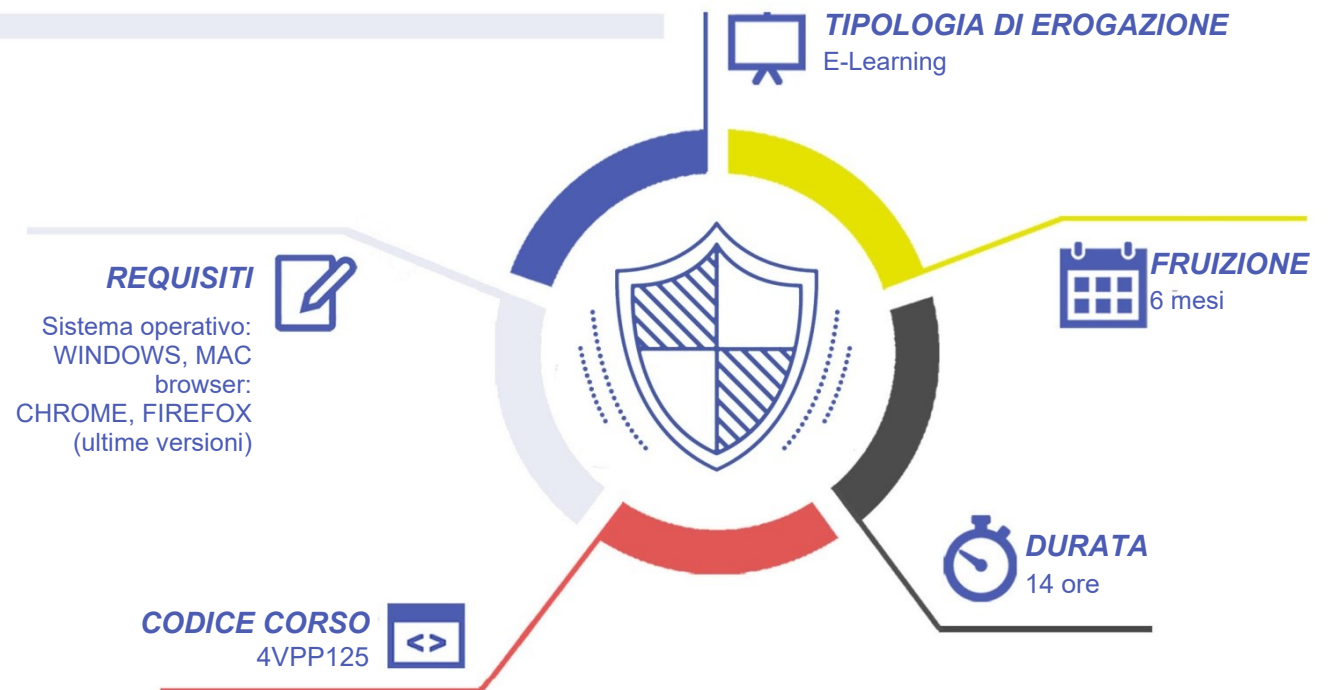 TIPOLOGIA DI EROGAZIONE
E-Learning
FRUIZIONE
6 mesi
REQUISITI
Sistema operativo:
WINDOWS, MAC
browser:
CHROME, FIREFOX
(ultime versioni)
DURATA
14 ore
CODICE CORSO
4VPP125
<>